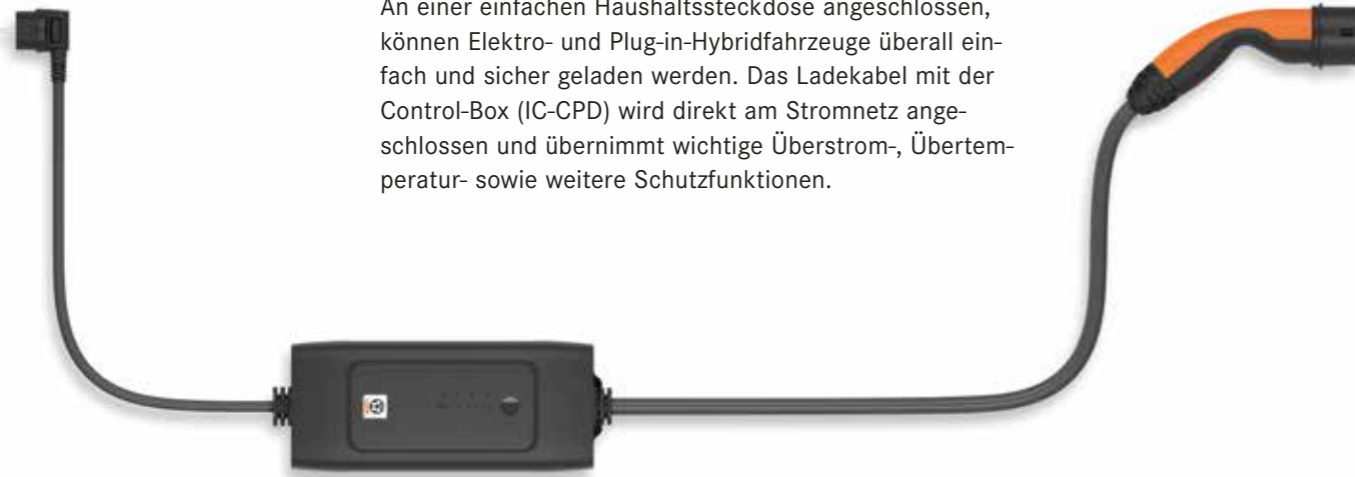 An einer einfachen Haushaltssteckdose angeschlossen,
können Elektro- und Plug-in-Hybridfahrzeuge überall ein-
fach und sicher geladen werden. Das Ladekabel mit der
Control-Box (IC-CPD) wird direkt am Stromnetz ange-
schlossen und übernimmt wichtige Überstrom-, Übertem-
peratur- sowie weitere Schutzfunktionen.